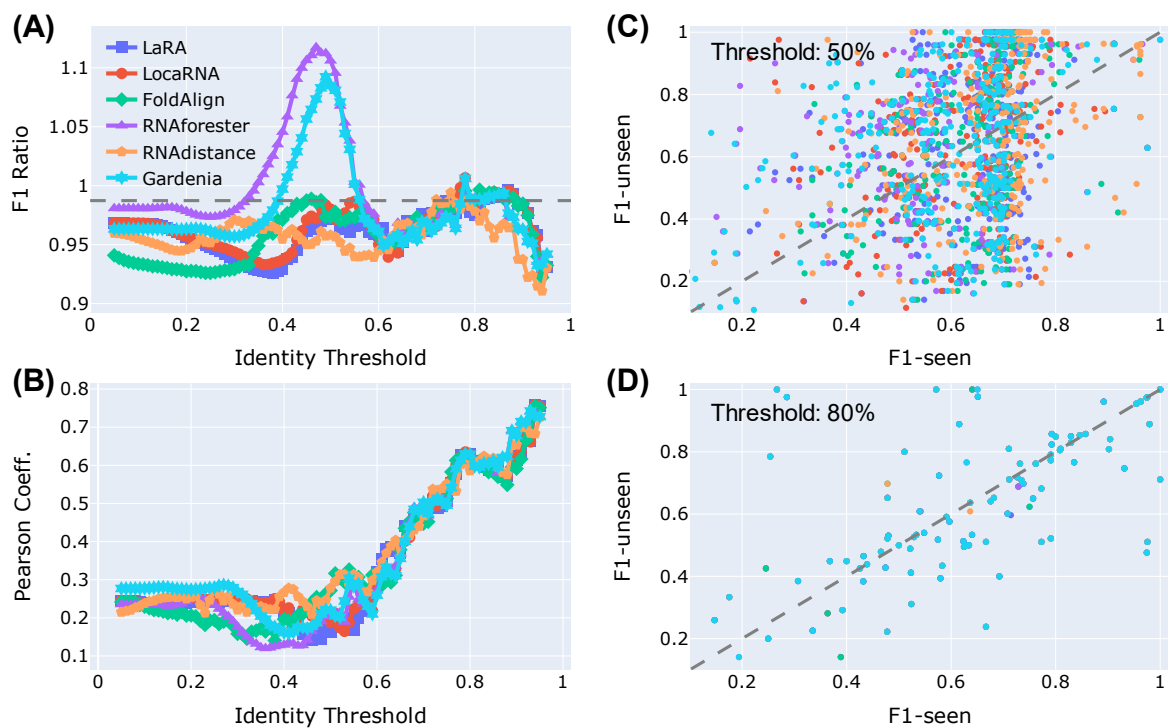 (A)
LaRA
LocaRNA
FoldAlign
RNAforester
RNAdistance
Gardenia
1.1
1.05
1
0.95
0.9
F1 Ratio
0
0.2
0.4
0.6
0.8
1
Identity Threshold
(C)
Threshold: 50%
1
0.8
0.6
0.4
0.2
F1-unseen
0.2
0.4
0.6
0.8
1
F1-seen
(B)
0.8
0.7
0.6
0.5
0.4
0.3
0.2
0.1
Pearson Coeff.
0
0.2
0.4
0.6
0.8
1
Identity Threshold
(D)
Threshold: 80%
1
0.8
0.6
0.4
0.2
F1-unseen
0.2
0.4
0.6
0.8
1
F1-seen